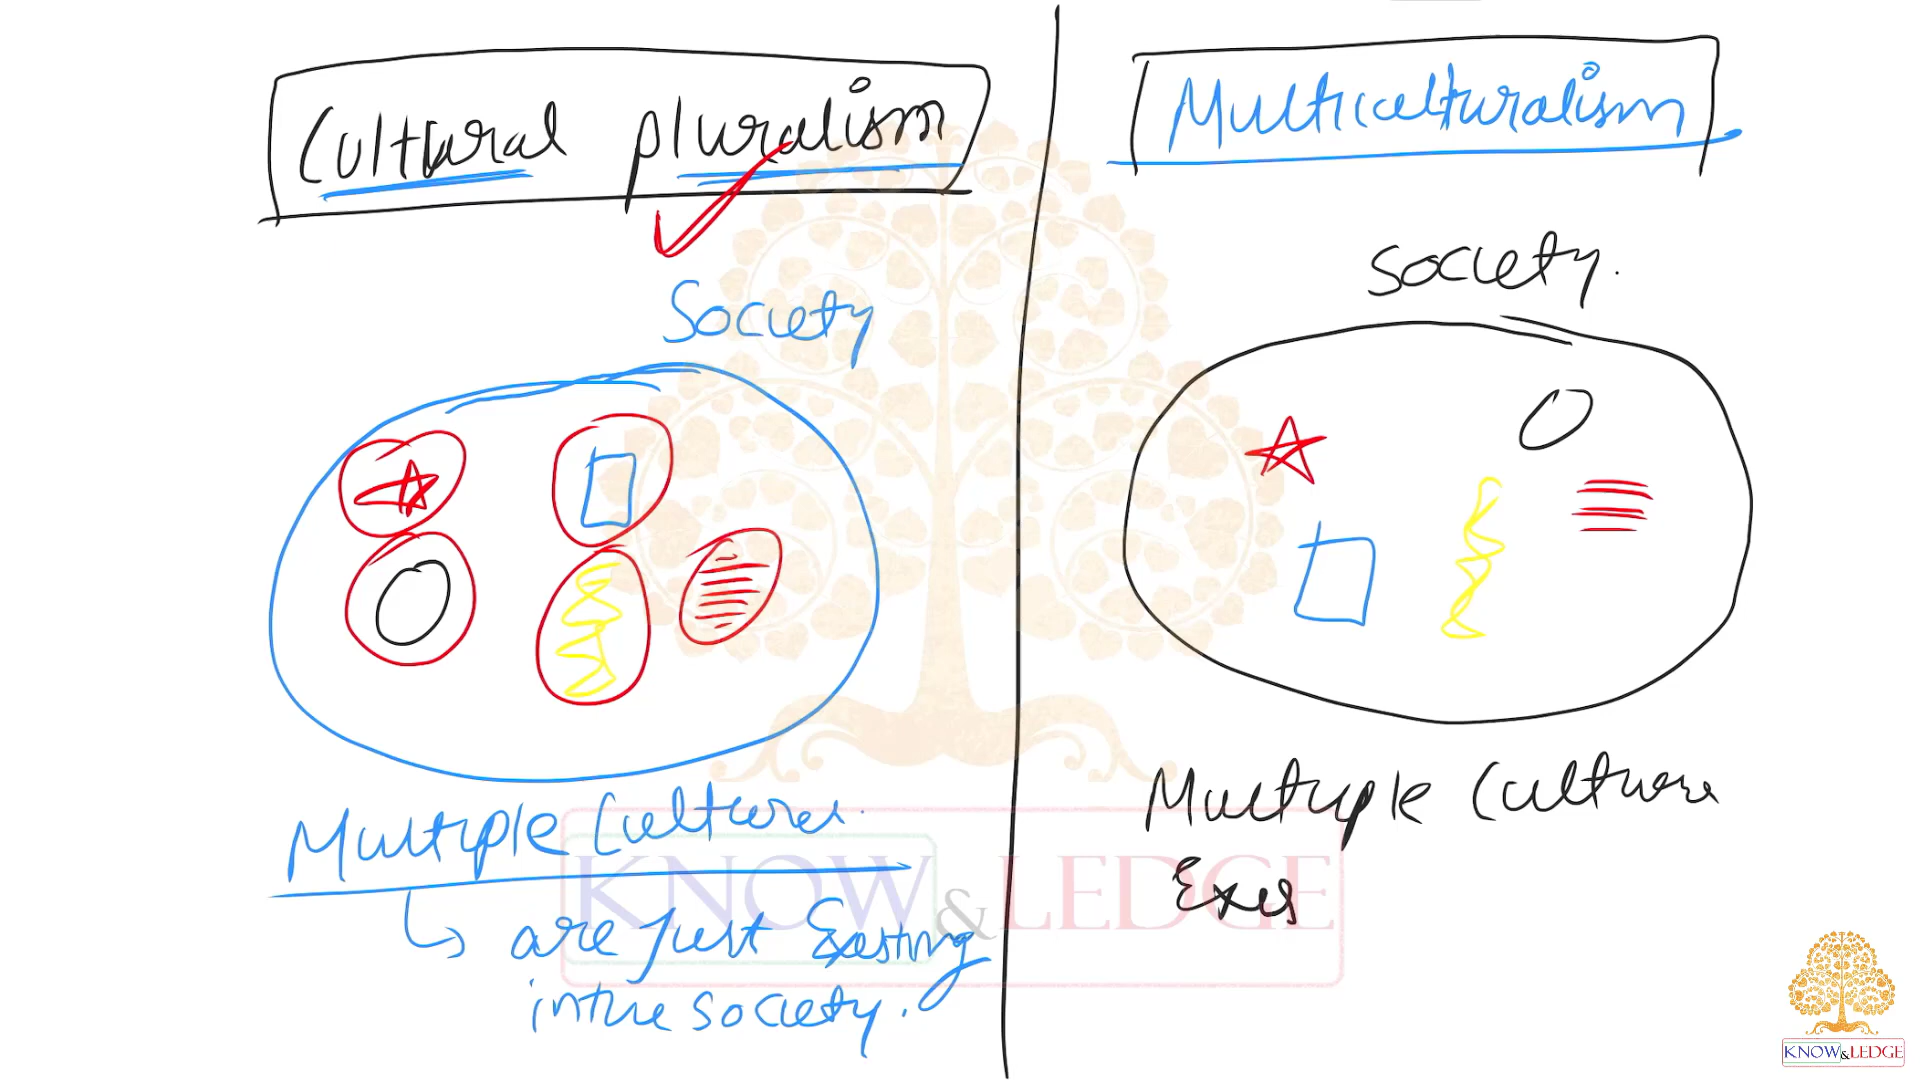 Cultural pluralism
Society
Multiple Cultures
are just Existing
in the society.
Multiculturalism
Society.
Multiple Cultures
Exis
KNOW&LEDGE
KNOW&LEDGE